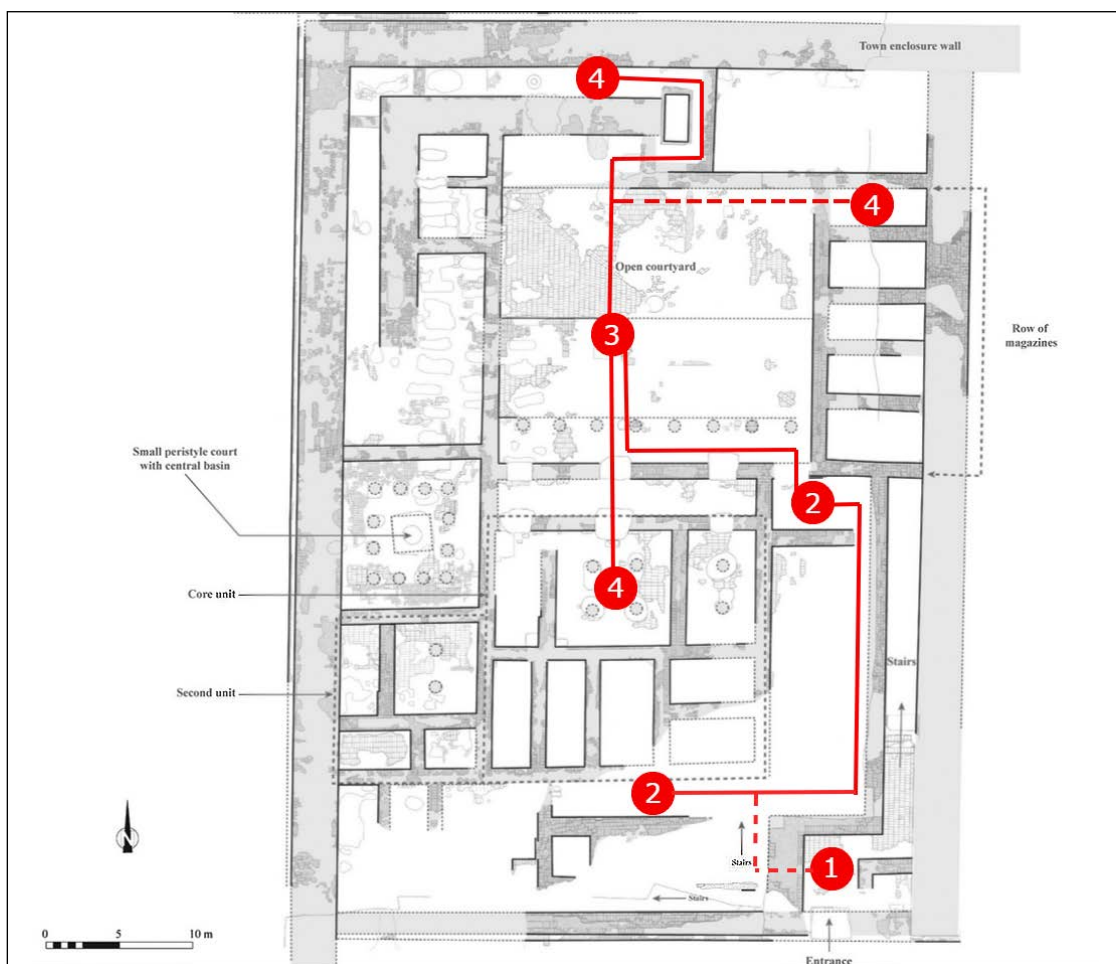 Town enclosure wall
4
4
Open courtyard
3
Row of
magazines
Small peristyle court
with central basin
2
4
Core unit
Stairs
Second unit
2
N
Stairs
1
Stairs
0 5 10 m
Entrance